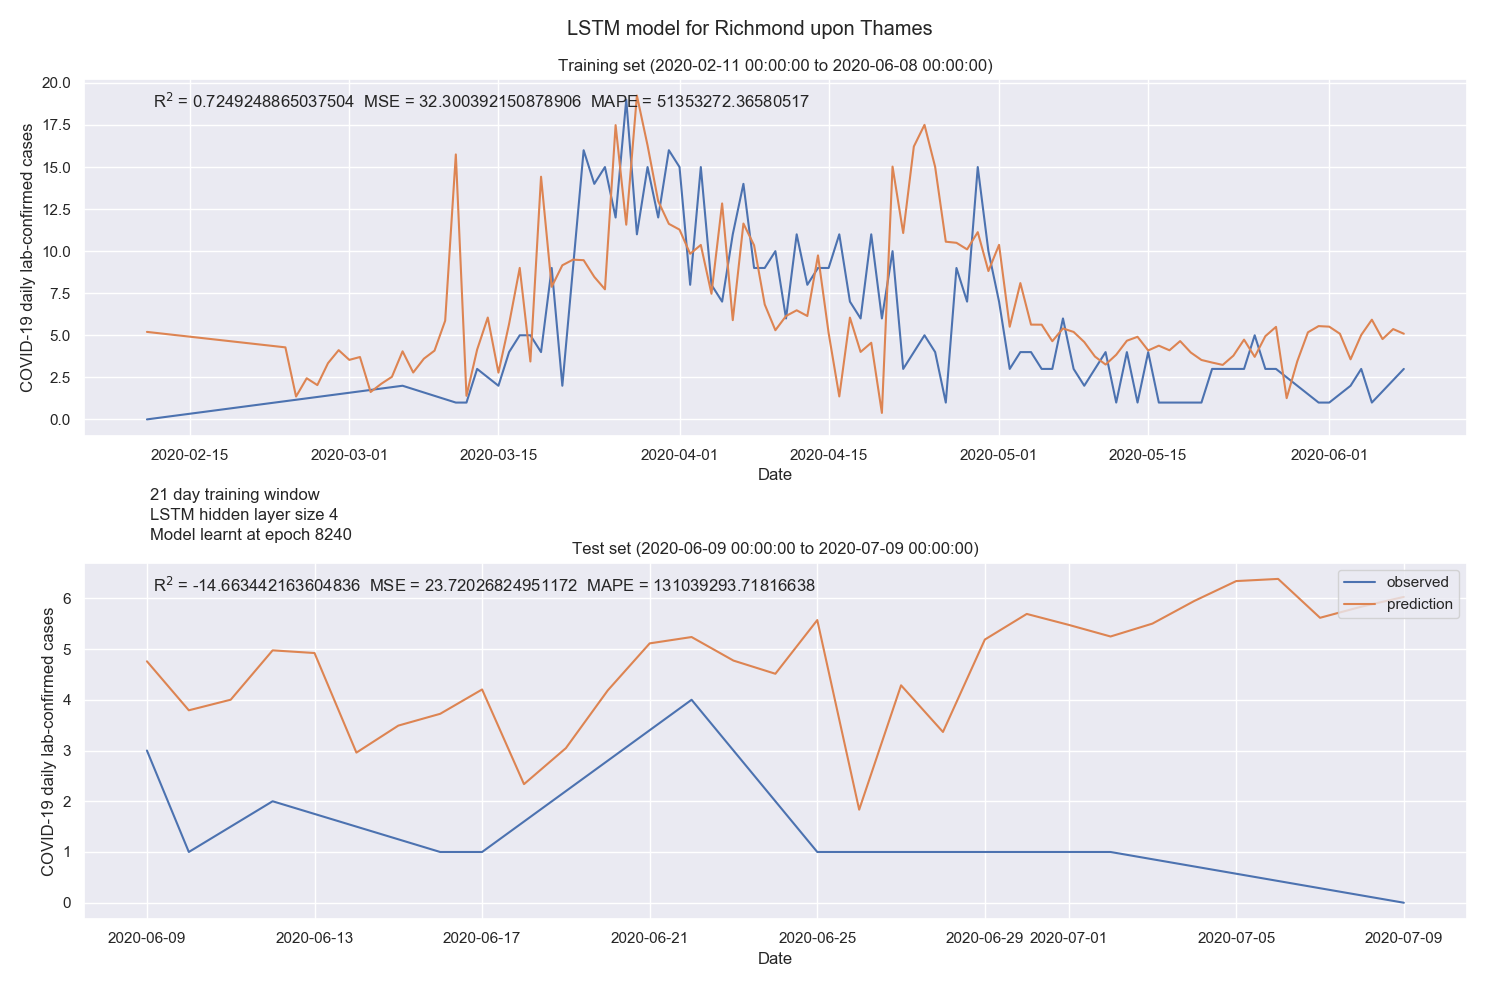 LSTM model for Richmond upon Thames
Training set (2020-02-11 00:00:00 to 2020-06-08 00:00:00)
R² = 0.7249248865037504 MSE = 32.300392150878906 MAPE = 51353272.36580517
COVID-19 daily lab-confirmed cases
20.0
17.5
15.0
12.5
10.0
7.5
5.0
2.5
0.0
2020-02-15 2020-03-01 2020-03-15 2020-04-01 2020-04-15 2020-05-01 2020-05-15 2020-06-01
Date
21 day training window
LSTM hidden layer size 4
Model learnt at epoch 8240
Test set (2020-06-09 00:00:00 to 2020-07-09 00:00:00)
R² = -14.663442163604836 MSE = 23.72026824951172 MAPE = 131039293.71816638
observed
prediction
COVID-19 daily lab-confirmed cases
6
5
4
3
2
1
0
2020-06-09 2020-06-13 2020-06-17 2020-06-21 2020-06-25 2020-06-29 2020-07-01 2020-07-05 2020-07-09
Date